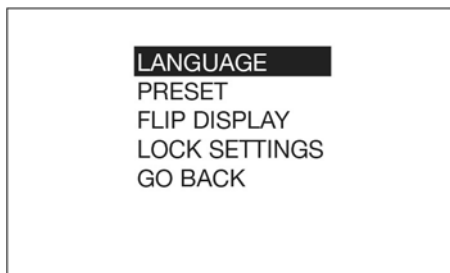 LANGUAGE
PRESET
FLIP DISPLAY
LOCK SETTINGS
GO BACK